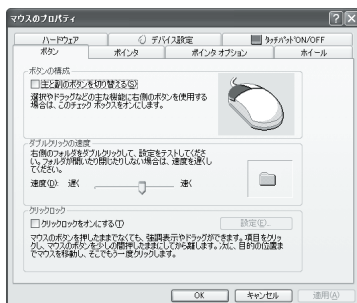 マウスのプロパティ
ハードウェア デバイス設定 タッチパッドON/OFF
ボタン ポインタ ポインタ オプション ホイール
ボタンの構成
主と副のボタンを切り替える(S)
選択やドラッグなどの主な機能に右側のボタンを使用する
場合は、このチェック ボックスをオンにします。
ダブルクリックの速度
右側のフォルダをダブルクリックして、設定をテストしてくださ
い。フォルダが開いたり閉じたりしない場合は、速度を遅くし
てください。
速度(D): 遅く 速く
クリックロック
クリックロックをオンにする(T) 設定(E)...
マウスのボタンを押したままでなくても、強調表示やドラッグができます。項目をクリッ
クし、マウスのボタンを少しの間押したままにしてから離します。次に、目的の位置ま
でマウスを移動し、そこでもう一度クリックします。
OK キャンセル 適用(A)